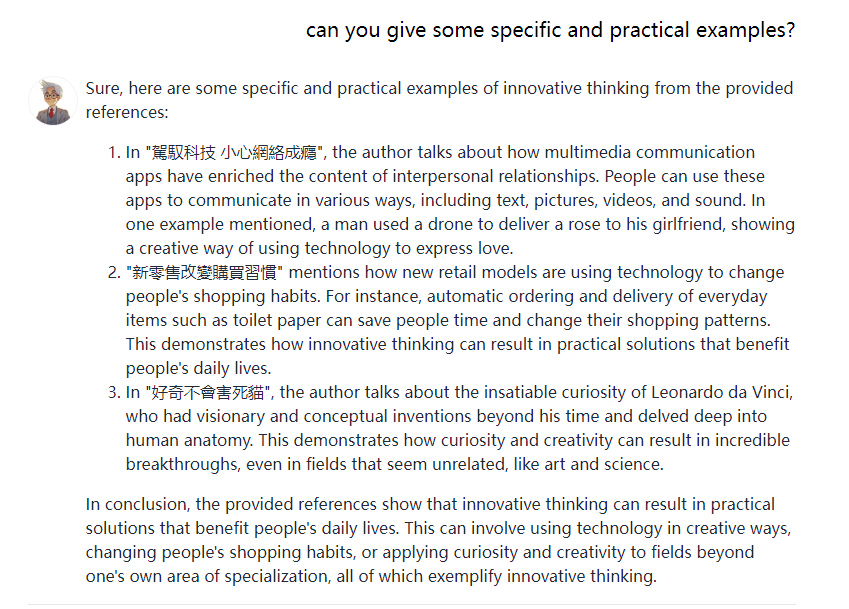 can you give some specific and practical examples?
Sure, here are some specific and practical examples of innovative thinking from the provided
references:
1. In "駕馭科技 小心網絡成癮", the author talks about how multimedia communication
apps have enriched the content of interpersonal relationships. People can use these
apps to communicate in various ways, including text, pictures, videos, and sound. In
one example mentioned, a man used a drone to deliver a rose to his girlfriend, showing
a creative way of using technology to express love.
2. "新零售改變購買習慣" mentions how new retail models are using technology to change
people's shopping habits. For instance, automatic ordering and delivery of everyday
items such as toilet paper can save people time and change their shopping patterns.
This demonstrates how innovative thinking can result in practical solutions that benefit
people's daily lives.
3. In "好奇不會害死貓", the author talks about the insatiable curiosity of Leonardo da Vinci,
who had visionary and conceptual inventions beyond his time and delved deep into
human anatomy. This demonstrates how curiosity and creativity can result in incredible
breakthroughs, even in fields that seem unrelated, like art and science.
In conclusion, the provided references show that innovative thinking can result in practical
solutions that benefit people's daily lives. This can involve using technology in creative ways,
changing people's shopping habits, or applying curiosity and creativity to fields beyond
one's own area of specialization, all of which exemplify innovative thinking.